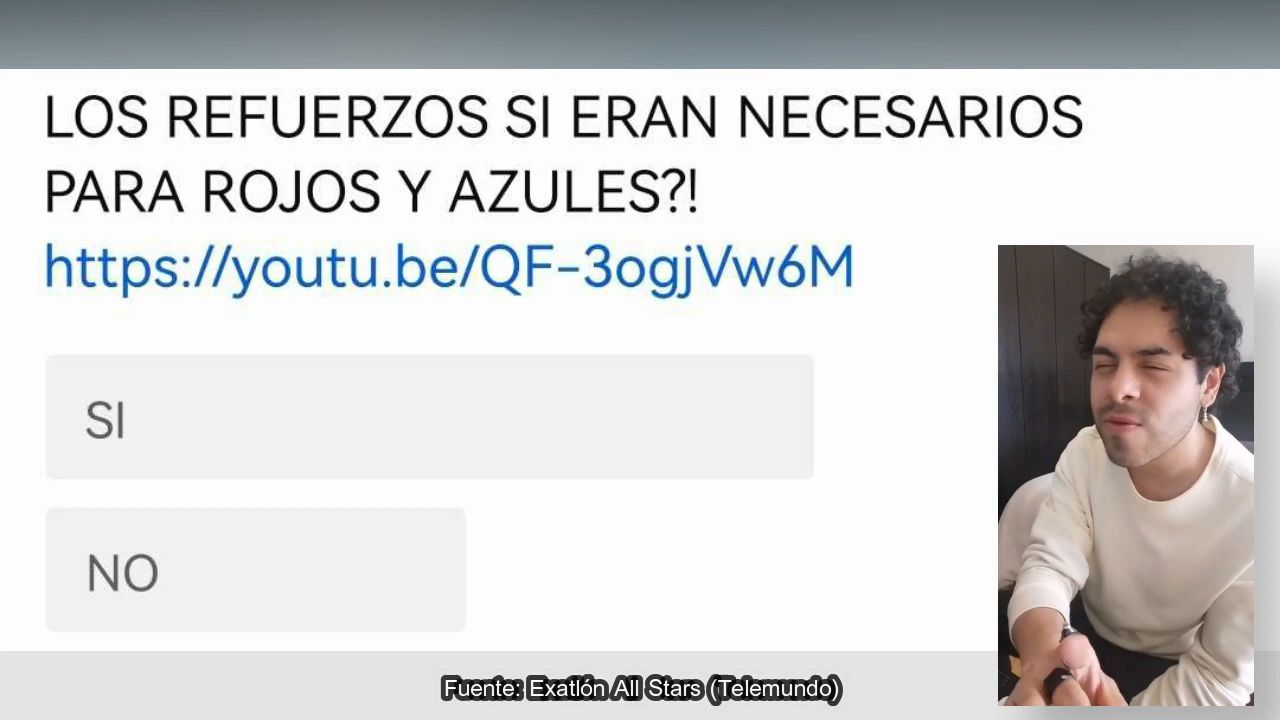 LOS REFUERZOS SI ERAN NECESARIOS
PARA ROJOS Y AZULES?!
https://youtu.be/QF-3ogjVw6M
SI
NO
Fuente: Exatlón All Stars (Telemundo)